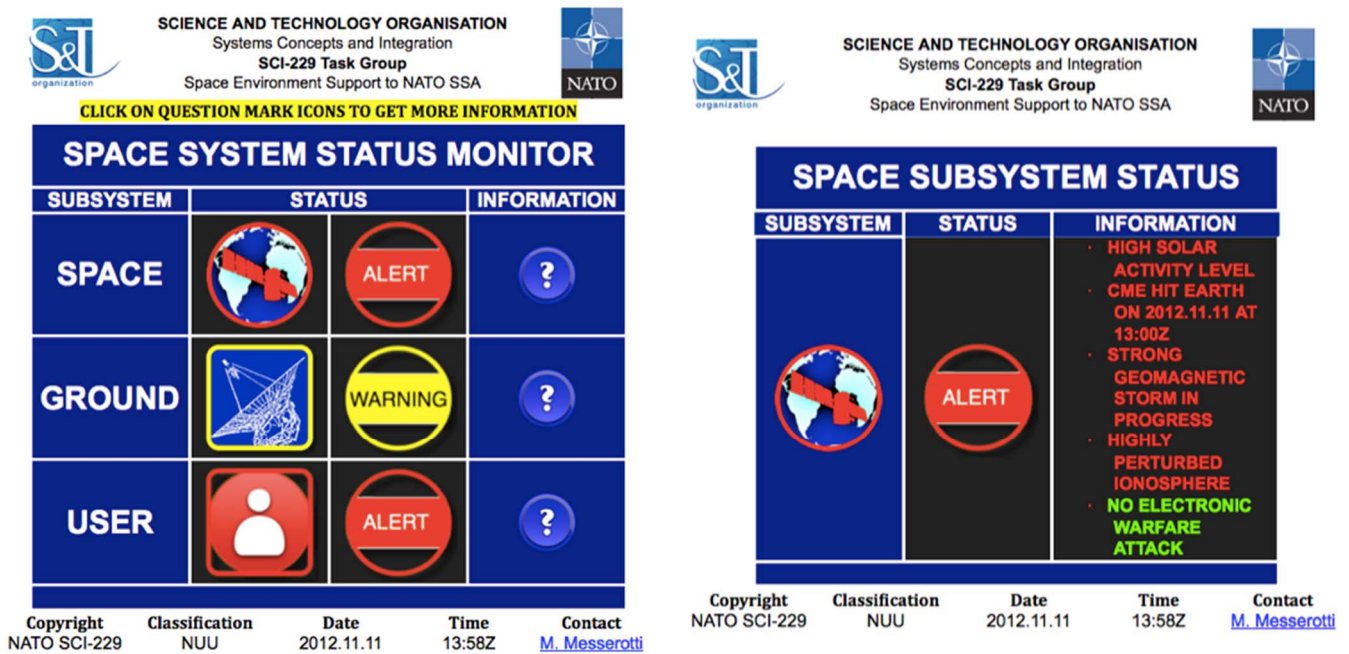 S&T
organization
SCIENCE AND TECHNOLOGY ORGANISATION
Systems Concepts and Integration
SCI-229 Task Group
Space Environment Support to NATO SSA
NATO
CLICK ON QUESTION MARK ICONS TO GET MORE INFORMATION
SPACE SYSTEM STATUS MONITOR
SUBSYSTEM STATUS INFORMATION
SPACE ALERT ?
GROUND WARNING ?
USER ALERT ?
Copyright Classification Date Time Contact
NATO SCI-229 NUU 2012.11.11 13:58Z M. Messerotti
S&T
organization
SCIENCE AND TECHNOLOGY ORGANISATION
Systems Concepts and Integration
SCI-229 Task Group
Space Environment Support to NATO SSA
NATO
SPACE SUBSYSTEM STATUS
SUBSYSTEM STATUS INFORMATION
ALERT
· HIGH SOLAR
ACTIVITY LEVEL
· CME HIT EARTH
ON 2012.11.11 AT
13:00Z
· STRONG
GEOMAGNETIC
STORM IN
PROGRESS
· HIGHLY
PERTURBED
IONOSPHERE
· NO ELECTRONIC
WARFARE
ATTACK
Copyright Classification Date Time Contact
NATO SCI-229 NUU 2012.11.11 13:58Z M. Messerotti